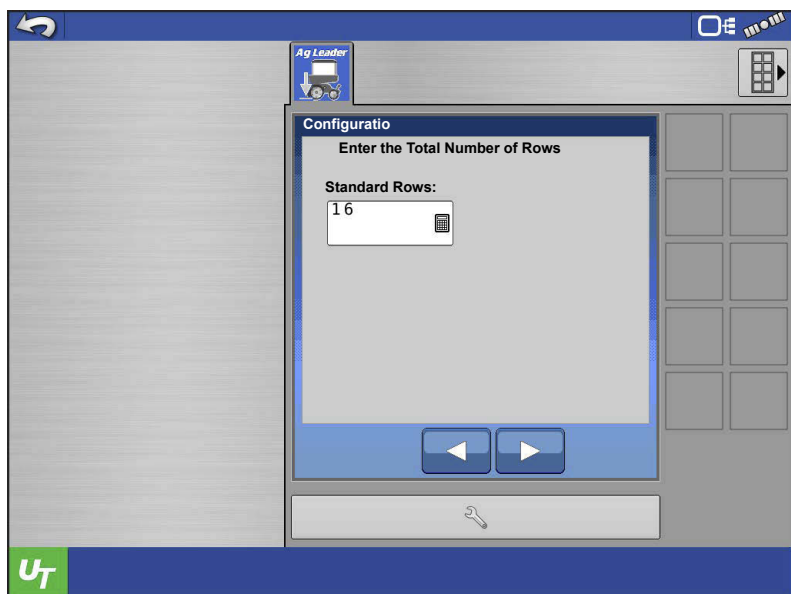 Ag Leader
Configuratio
Enter the Total Number of Rows
Standard Rows:
16
UT